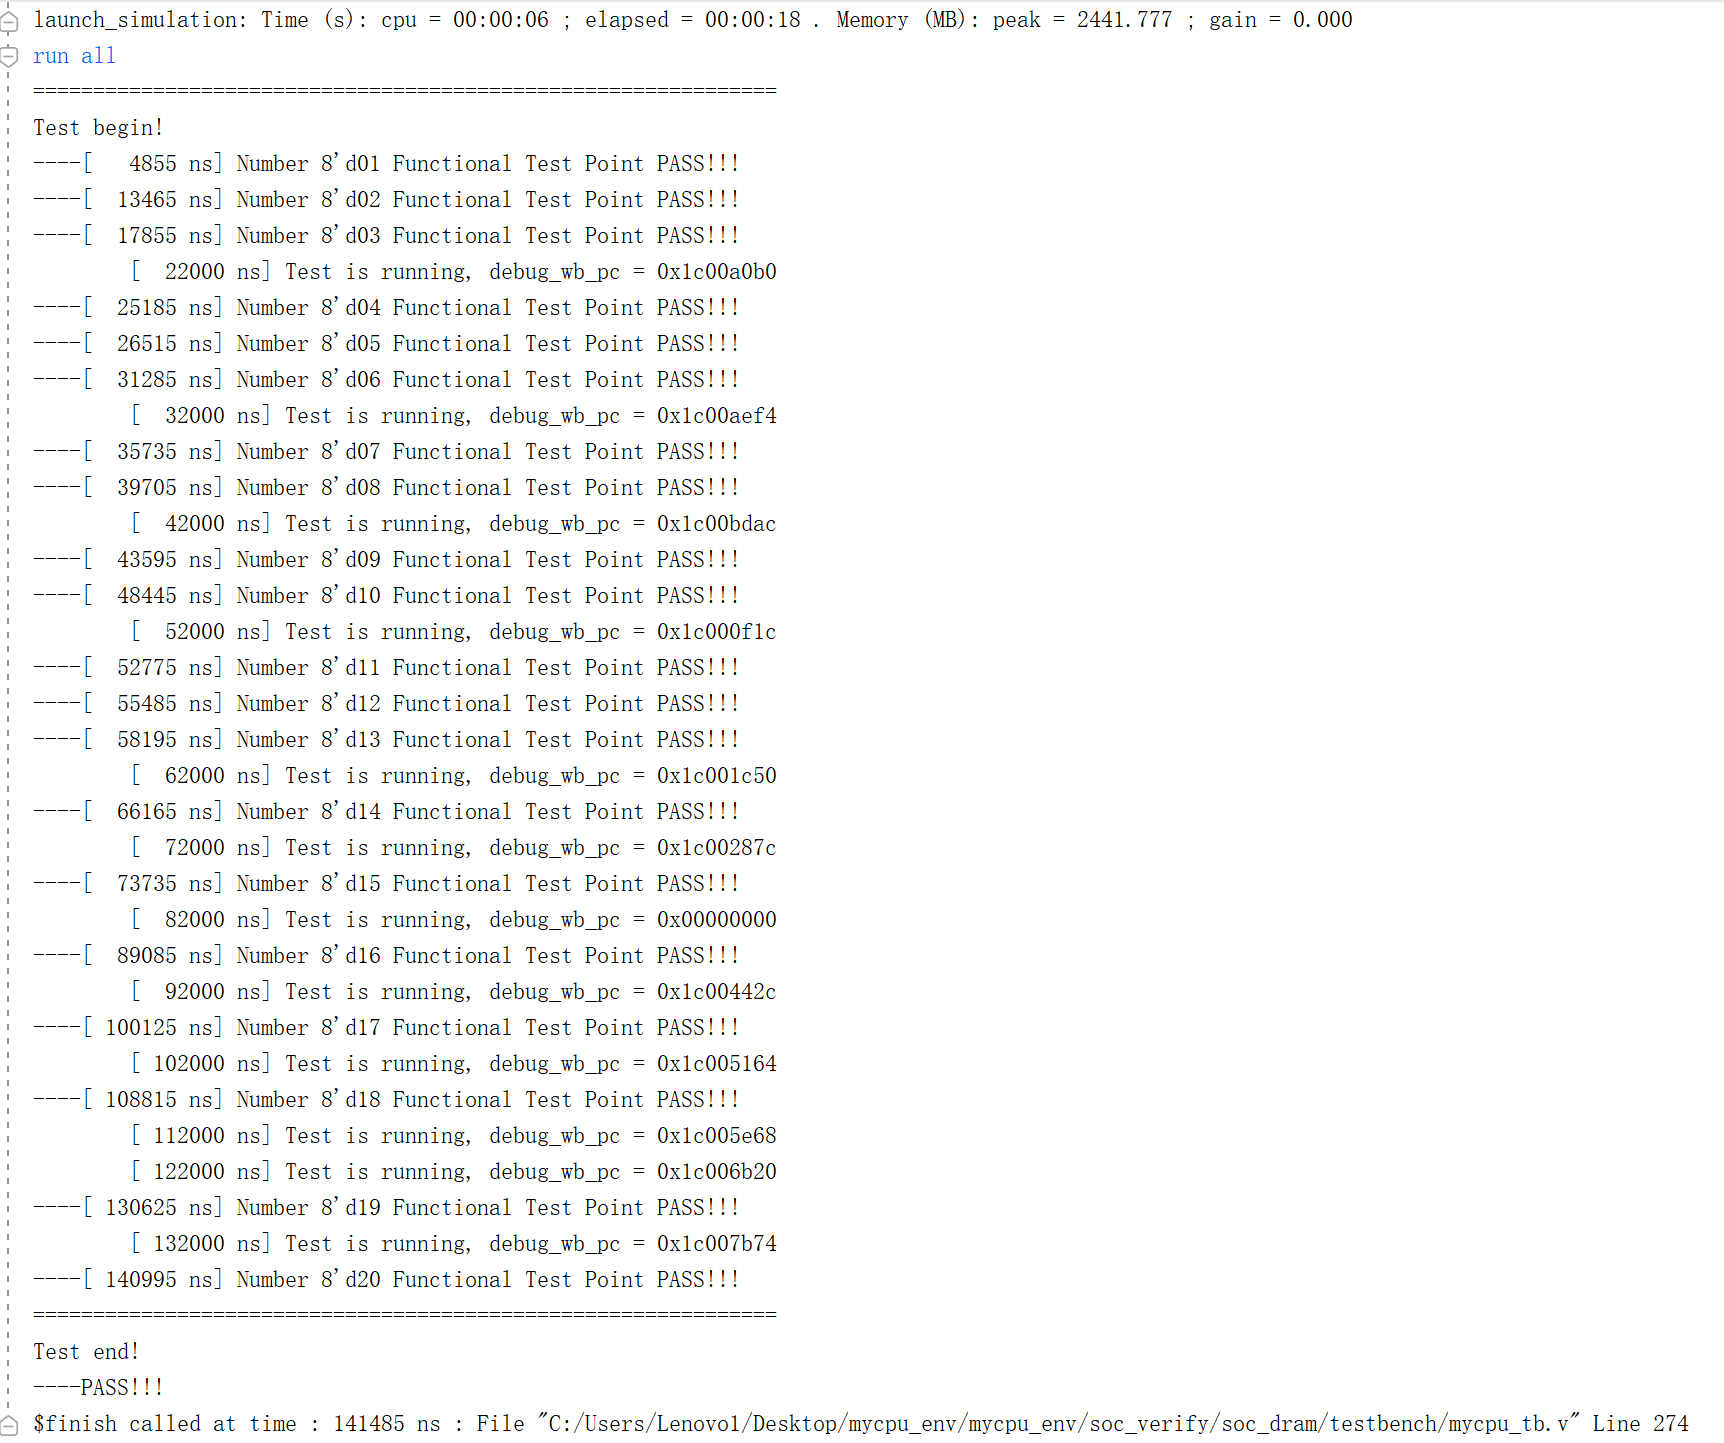 launch_simulation: Time (s): cpu = 00:00:06 ; elapsed = 00:00:18 . Memory (MB): peak = 2441.777 ; gain = 0.000
run all
==============================================================
Test begin!
----[   4855 ns] Number 8'd01 Functional Test Point PASS!!!
----[  13465 ns] Number 8'd02 Functional Test Point PASS!!!
----[  17855 ns] Number 8'd03 Functional Test Point PASS!!!
        [  22000 ns] Test is running, debug_wb_pc = 0x1c00a0b0
----[  25185 ns] Number 8'd04 Functional Test Point PASS!!!
----[  26515 ns] Number 8'd05 Functional Test Point PASS!!!
----[  31285 ns] Number 8'd06 Functional Test Point PASS!!!
        [  32000 ns] Test is running, debug_wb_pc = 0x1c00aef4
----[  35735 ns] Number 8'd07 Functional Test Point PASS!!!
----[  39705 ns] Number 8'd08 Functional Test Point PASS!!!
        [  42000 ns] Test is running, debug_wb_pc = 0x1c00bdac
----[  43595 ns] Number 8'd09 Functional Test Point PASS!!!
----[  48445 ns] Number 8'd10 Functional Test Point PASS!!!
        [  52000 ns] Test is running, debug_wb_pc = 0x1c000f1c
----[  52775 ns] Number 8'd11 Functional Test Point PASS!!!
----[  55485 ns] Number 8'd12 Functional Test Point PASS!!!
----[  58195 ns] Number 8'd13 Functional Test Point PASS!!!
        [  62000 ns] Test is running, debug_wb_pc = 0x1c001c50
----[  66165 ns] Number 8'd14 Functional Test Point PASS!!!
        [  72000 ns] Test is running, debug_wb_pc = 0x1c00287c
----[  73735 ns] Number 8'd15 Functional Test Point PASS!!!
        [  82000 ns] Test is running, debug_wb_pc = 0x00000000
----[  89085 ns] Number 8'd16 Functional Test Point PASS!!!
        [  92000 ns] Test is running, debug_wb_pc = 0x1c00442c
----[ 100125 ns] Number 8'd17 Functional Test Point PASS!!!
        [ 102000 ns] Test is running, debug_wb_pc = 0x1c005164
----[ 108815 ns] Number 8'd18 Functional Test Point PASS!!!
        [ 112000 ns] Test is running, debug_wb_pc = 0x1c005e68
        [ 122000 ns] Test is running, debug_wb_pc = 0x1c006b20
----[ 130625 ns] Number 8'd19 Functional Test Point PASS!!!
        [ 132000 ns] Test is running, debug_wb_pc = 0x1c007b74
----[ 140995 ns] Number 8'd20 Functional Test Point PASS!!!
==============================================================
Test end!
----PASS!!!
$finish called at time : 141485 ns : File "C:/Users/Lenovo1/Desktop/mycpu_env/mycpu_env/soc_verify/soc_dram/testbench/mycpu_tb.v" Line 274